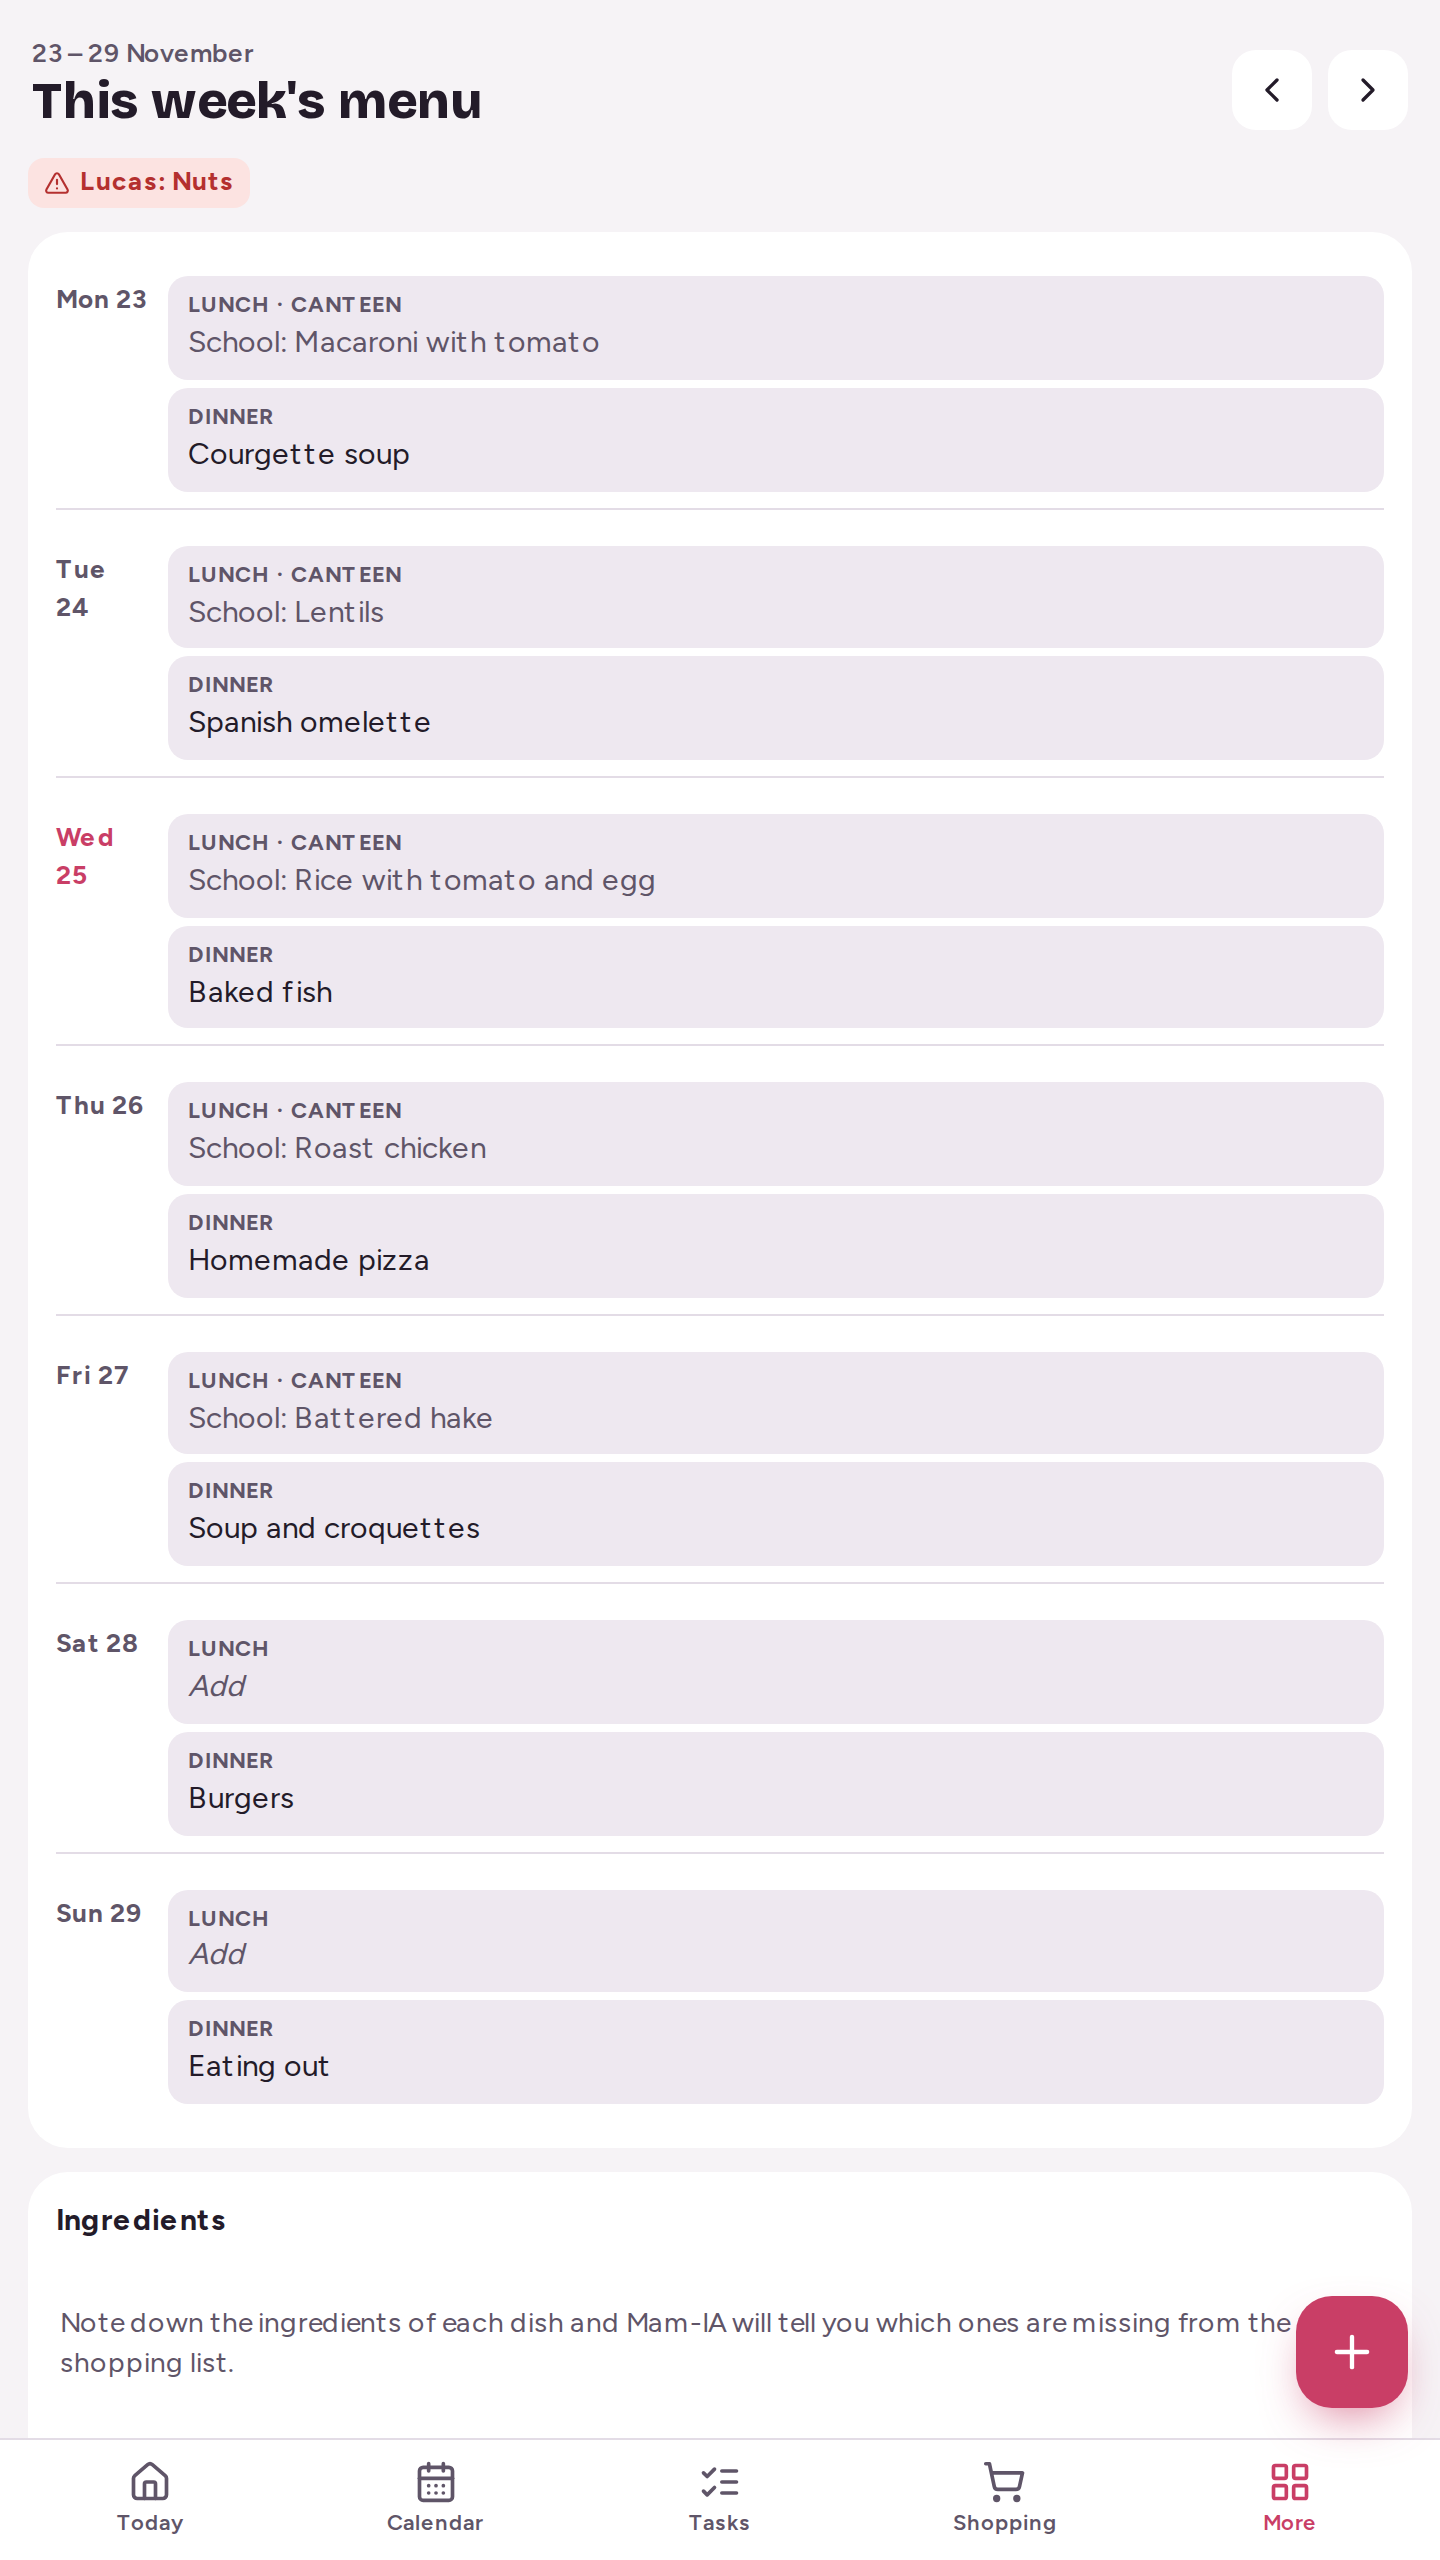 23 – 29 November
This week's menu
Lucas: Nuts
Mon 23
LUNCH · CANTEEN
School: Macaroni with tomato
DINNER
Courgette soup
Tue
24
LUNCH · CANTEEN
School: Lentils
DINNER
Spanish omelette
Wed
25
LUNCH · CANTEEN
School: Rice with tomato and egg
DINNER
Baked fish
Thu 26
LUNCH · CANTEEN
School: Roast chicken
DINNER
Homemade pizza
Fri 27
LUNCH · CANTEEN
School: Battered hake
DINNER
Soup and croquettes
Sat 28
LUNCH
Add
DINNER
Burgers
Sun 29
LUNCH
Add
DINNER
Eating out
Ingredients
Note down the ingredients of each dish and Mam-IA will tell you which ones are missing from the
shopping list.
Today
Calendar
Tasks
Shopping
More